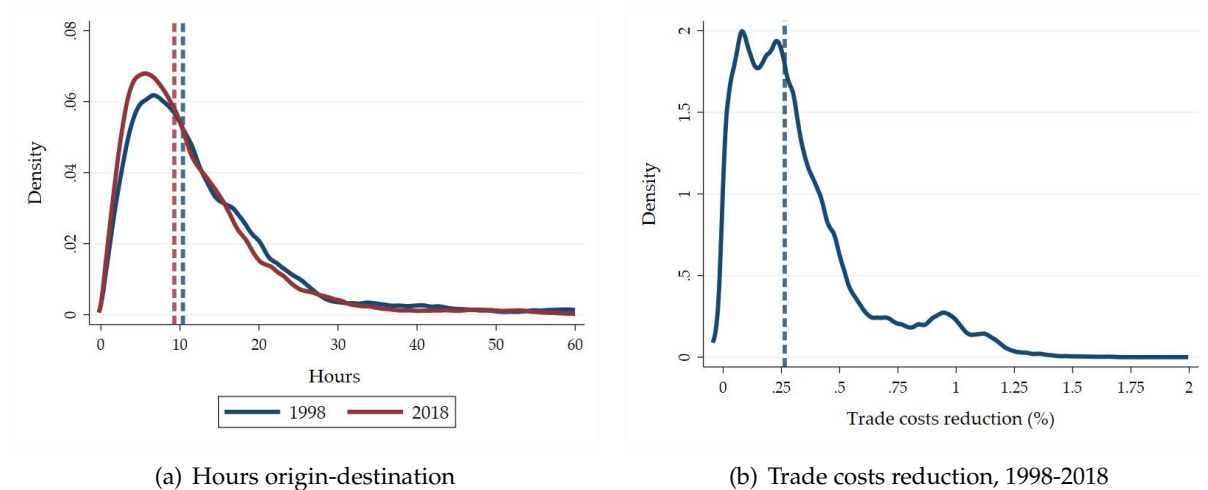 .08
.06
.04
.02
0
Density
0 10 20 30 40 50 60
Hours
1998 2018
(a) Hours origin-destination
2
1.5
1
.5
0
Density
0 .25 .5 .75 1 1.25 1.5 1.75 2
Trade costs reduction (%)
(b) Trade costs reduction, 1998-2018